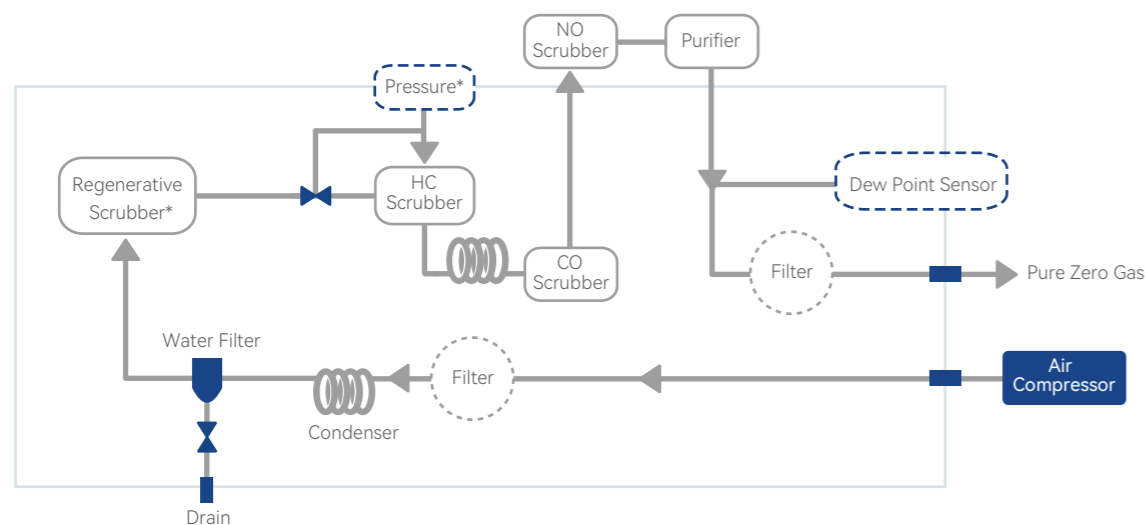 NO
Scrubber
Purifier
Pressure*
Regenerative
Scrubber*
HC
Scrubber
Dew Point Sensor
CO
Scrubber
Filter
Pure Zero Gas
Water Filter
Filter
Air
Compressor
Condenser
Drain